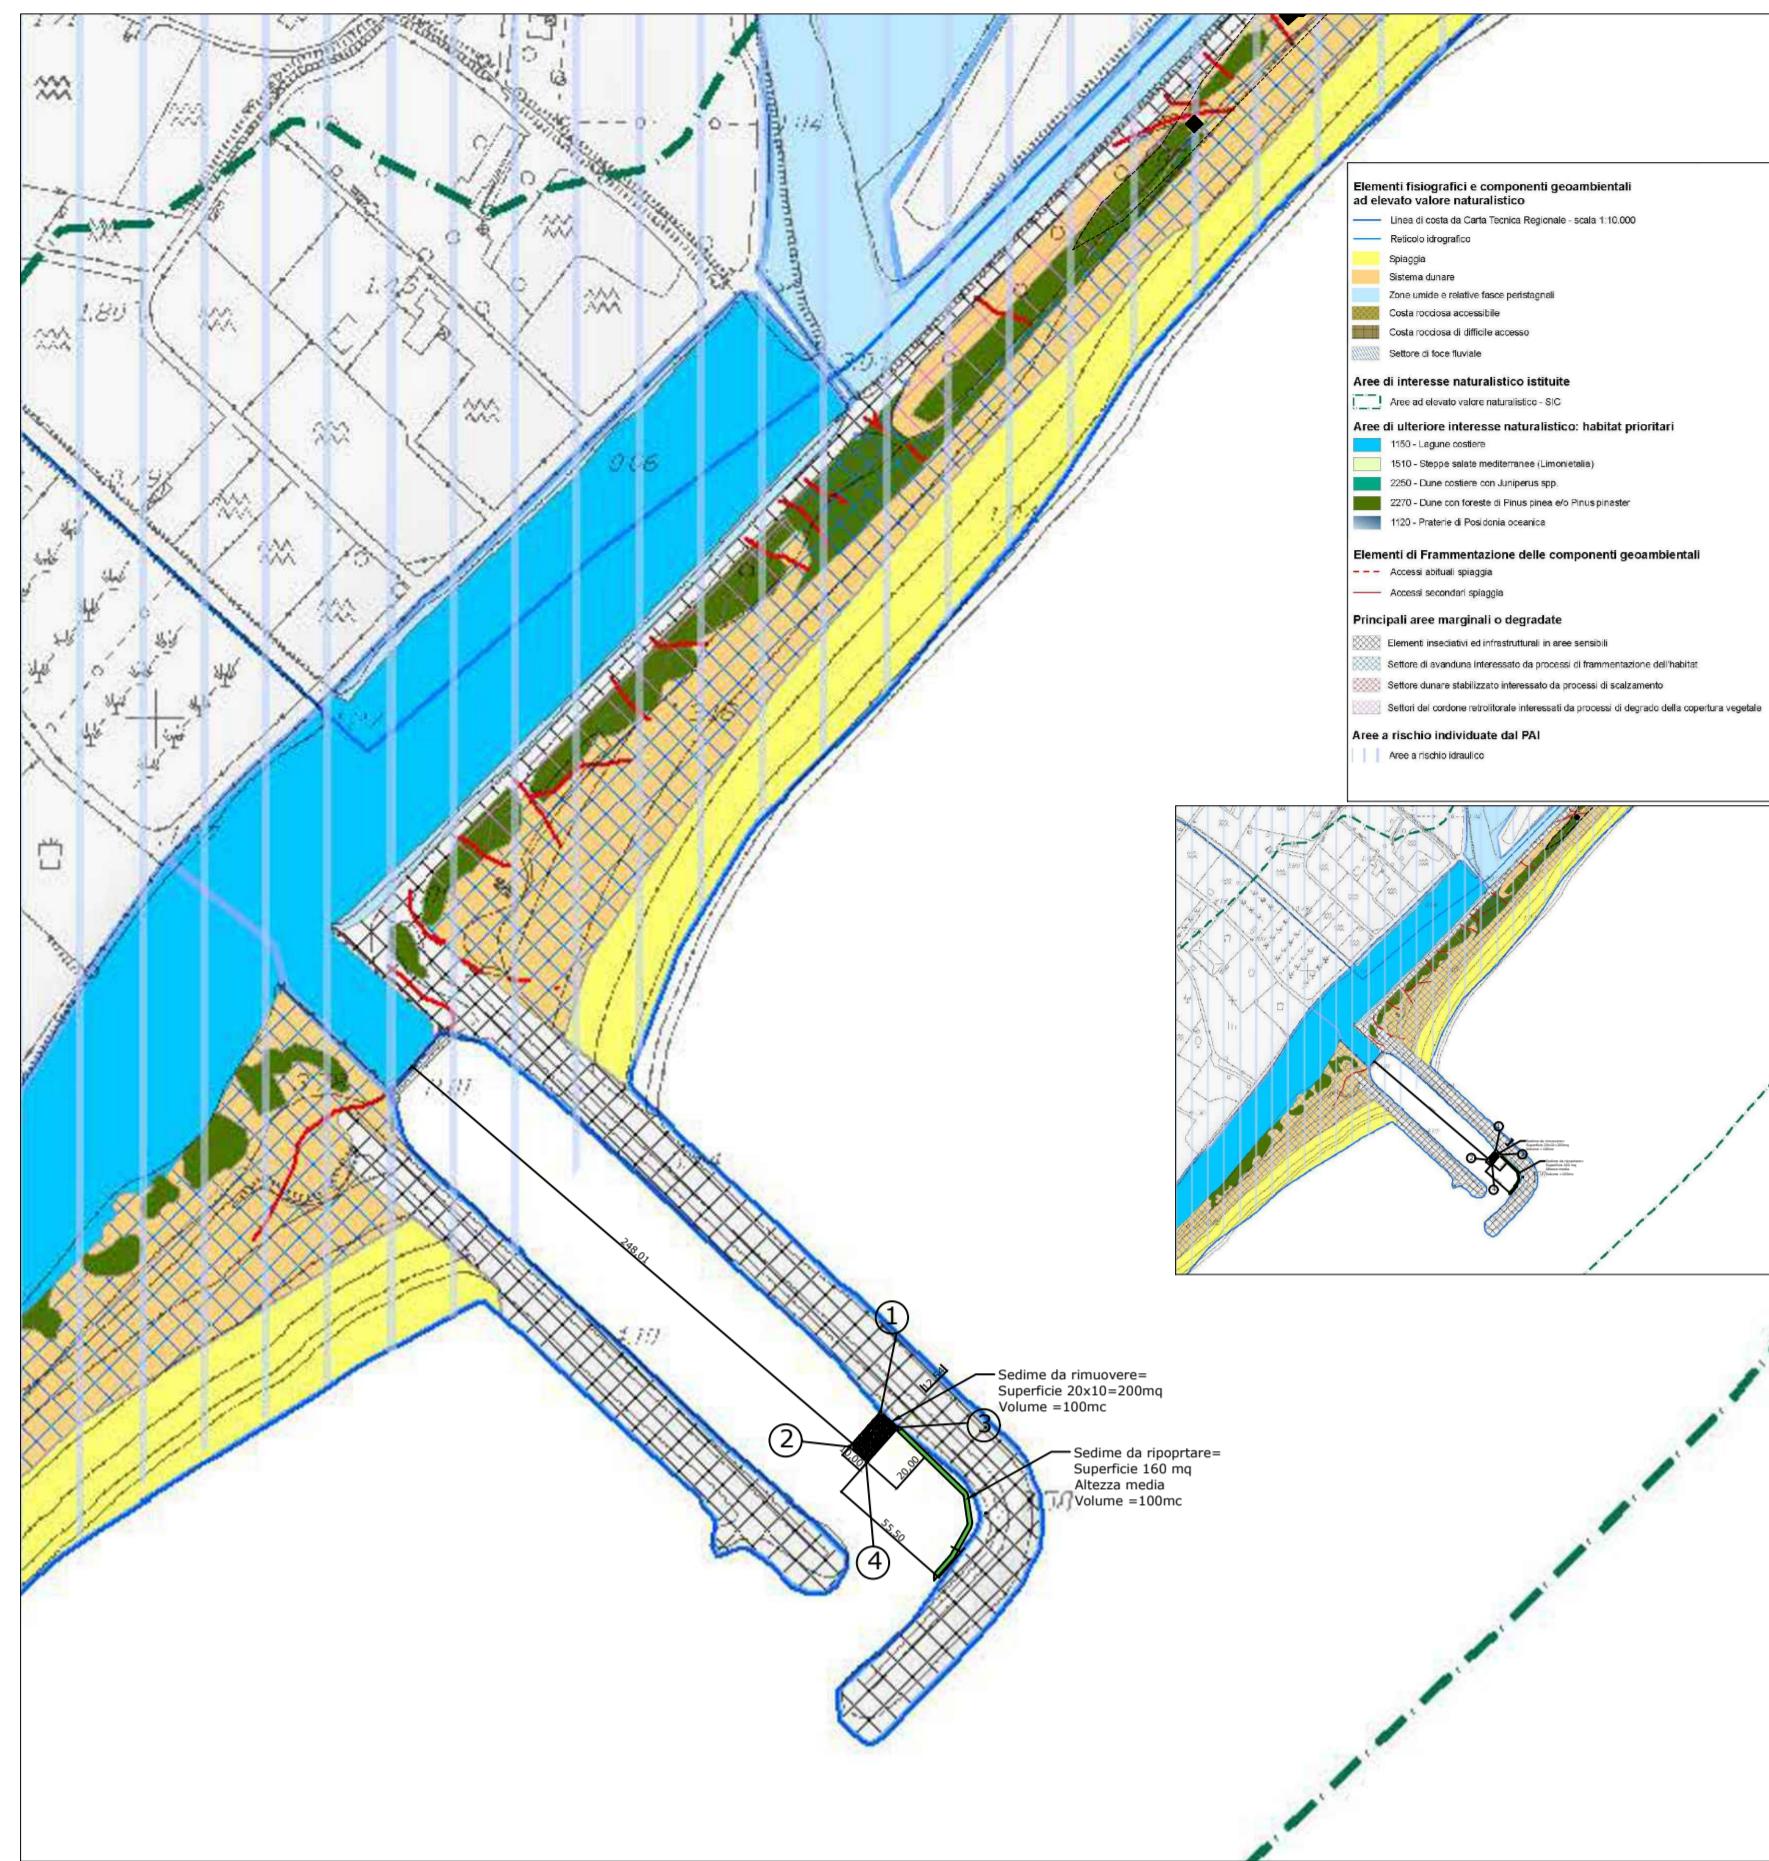 1.80
3.79
0.06
Elementi fisiografici e componenti geoambientali
ad elevato valore naturalistico
Linea di costa da Carta Tecnica Regionale - scala 1:10.000
Reticolo idrografico
Spiaggia
Sistema dunare
Zone umide e relative fasce peristagnali
Costa rocciosa accessibile
Costa rocciosa di difficile accesso
Settore di foce fluviale
Aree di interesse naturalistico istituite
Aree ad elevato valore naturalistico - SIC
Aree di ulteriore interesse naturalistico: habitat prioritari
1150 - Lagune costiere
1510 - Steppe salate mediterranee (Limonietalia)
2250 - Dune costiere con Juniperus spp.
2270 - Dune con foreste di Pinus pinea e/o Pinus pinaster
1120 - Praterie di Posidonia oceanica
Elementi di Frammentazione delle componenti geoambientali
Accessi abituali spiaggia
Accessi secondari spiaggia
Principali aree marginali o degradate
Elementi insediativi ed infrastrutturali in aree sensibili
Settore di avanduna interessato da processi di frammentazione dell'habitat
Settore dunare stabilizzato interessato da processi di scalzamento
Settori del cordone retrolitorale interessati da processi di degrado della copertura vegetale
Aree a rischio individuate dal PAI
Aree a rischio idraulico
248,01
1
Sedime da rimuovere=
Superficie 20x10=200mq
Volume =100mc
2
3
10,00
20,00
Sedime da ripoprtare=
Superficie 160 mq
Altezza media
Volume =100mc
55,50
4